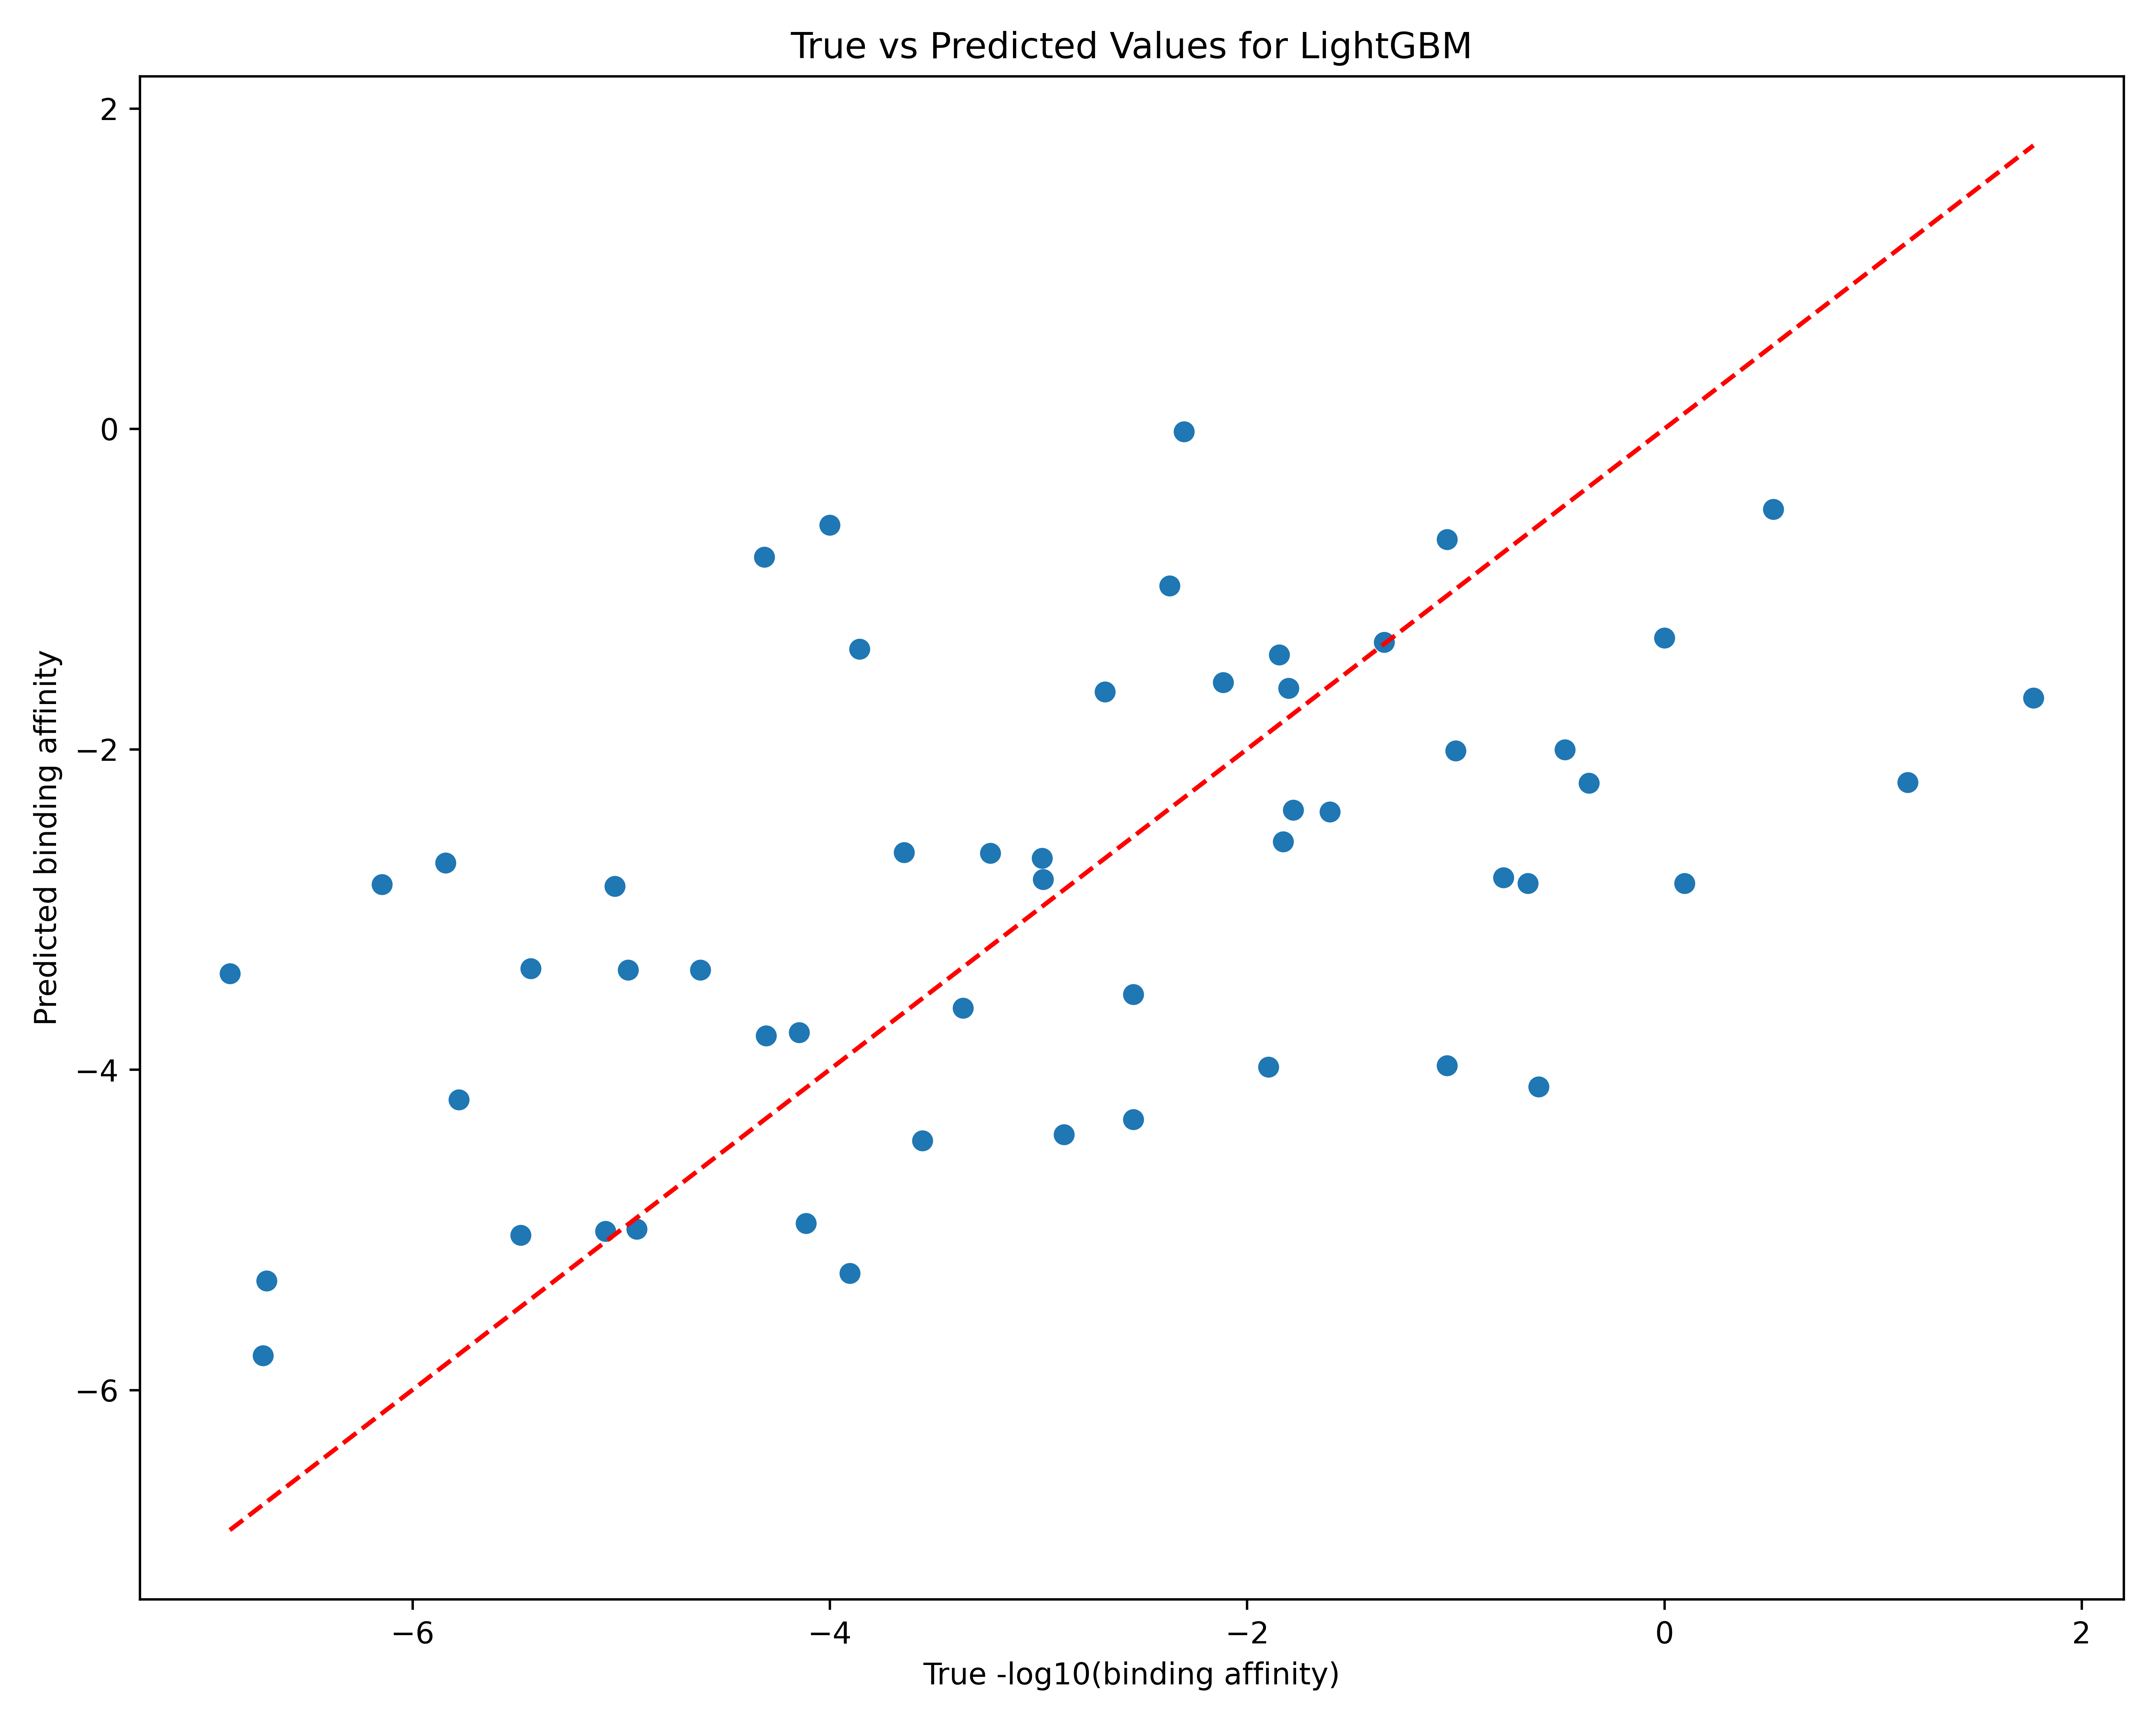 True vs Predicted Values for LightGBM
2
0
−2
−4
−6
Predicted binding affinity
−6 −4 −2 0 2
True -log10(binding affinity)